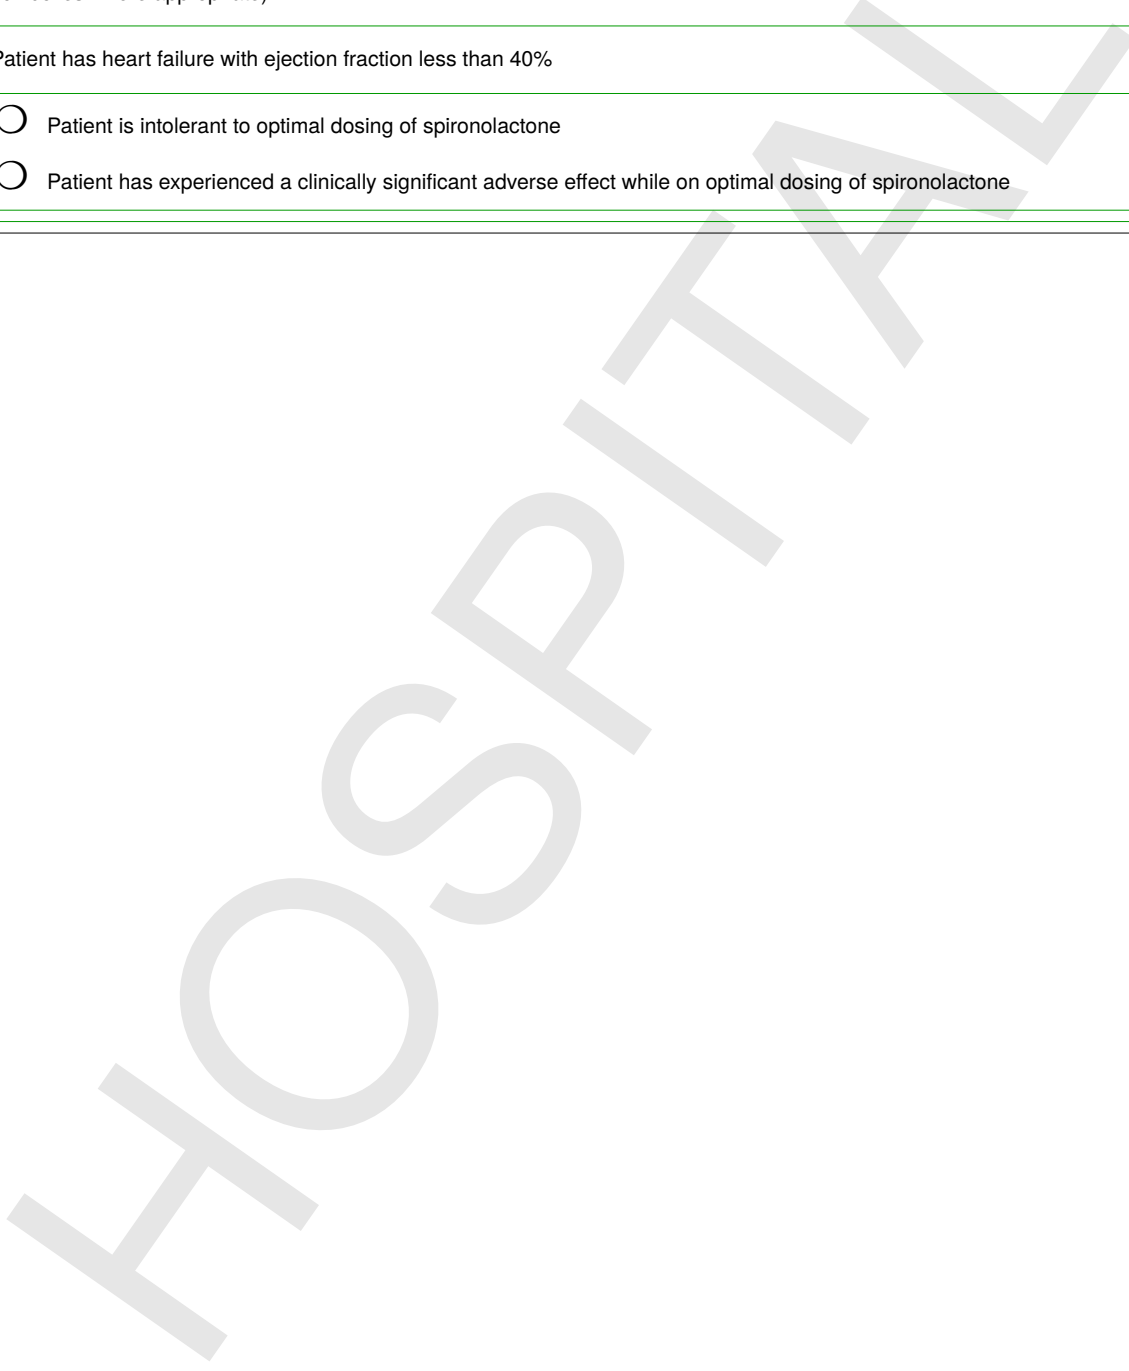 Patient has heart failure with ejection fraction less than 40%
Patient is intolerant to optimal dosing of spironolactone
Patient has experienced a clinically significant adverse effect while on optimal dosing of spironolactone
HOSPITAL